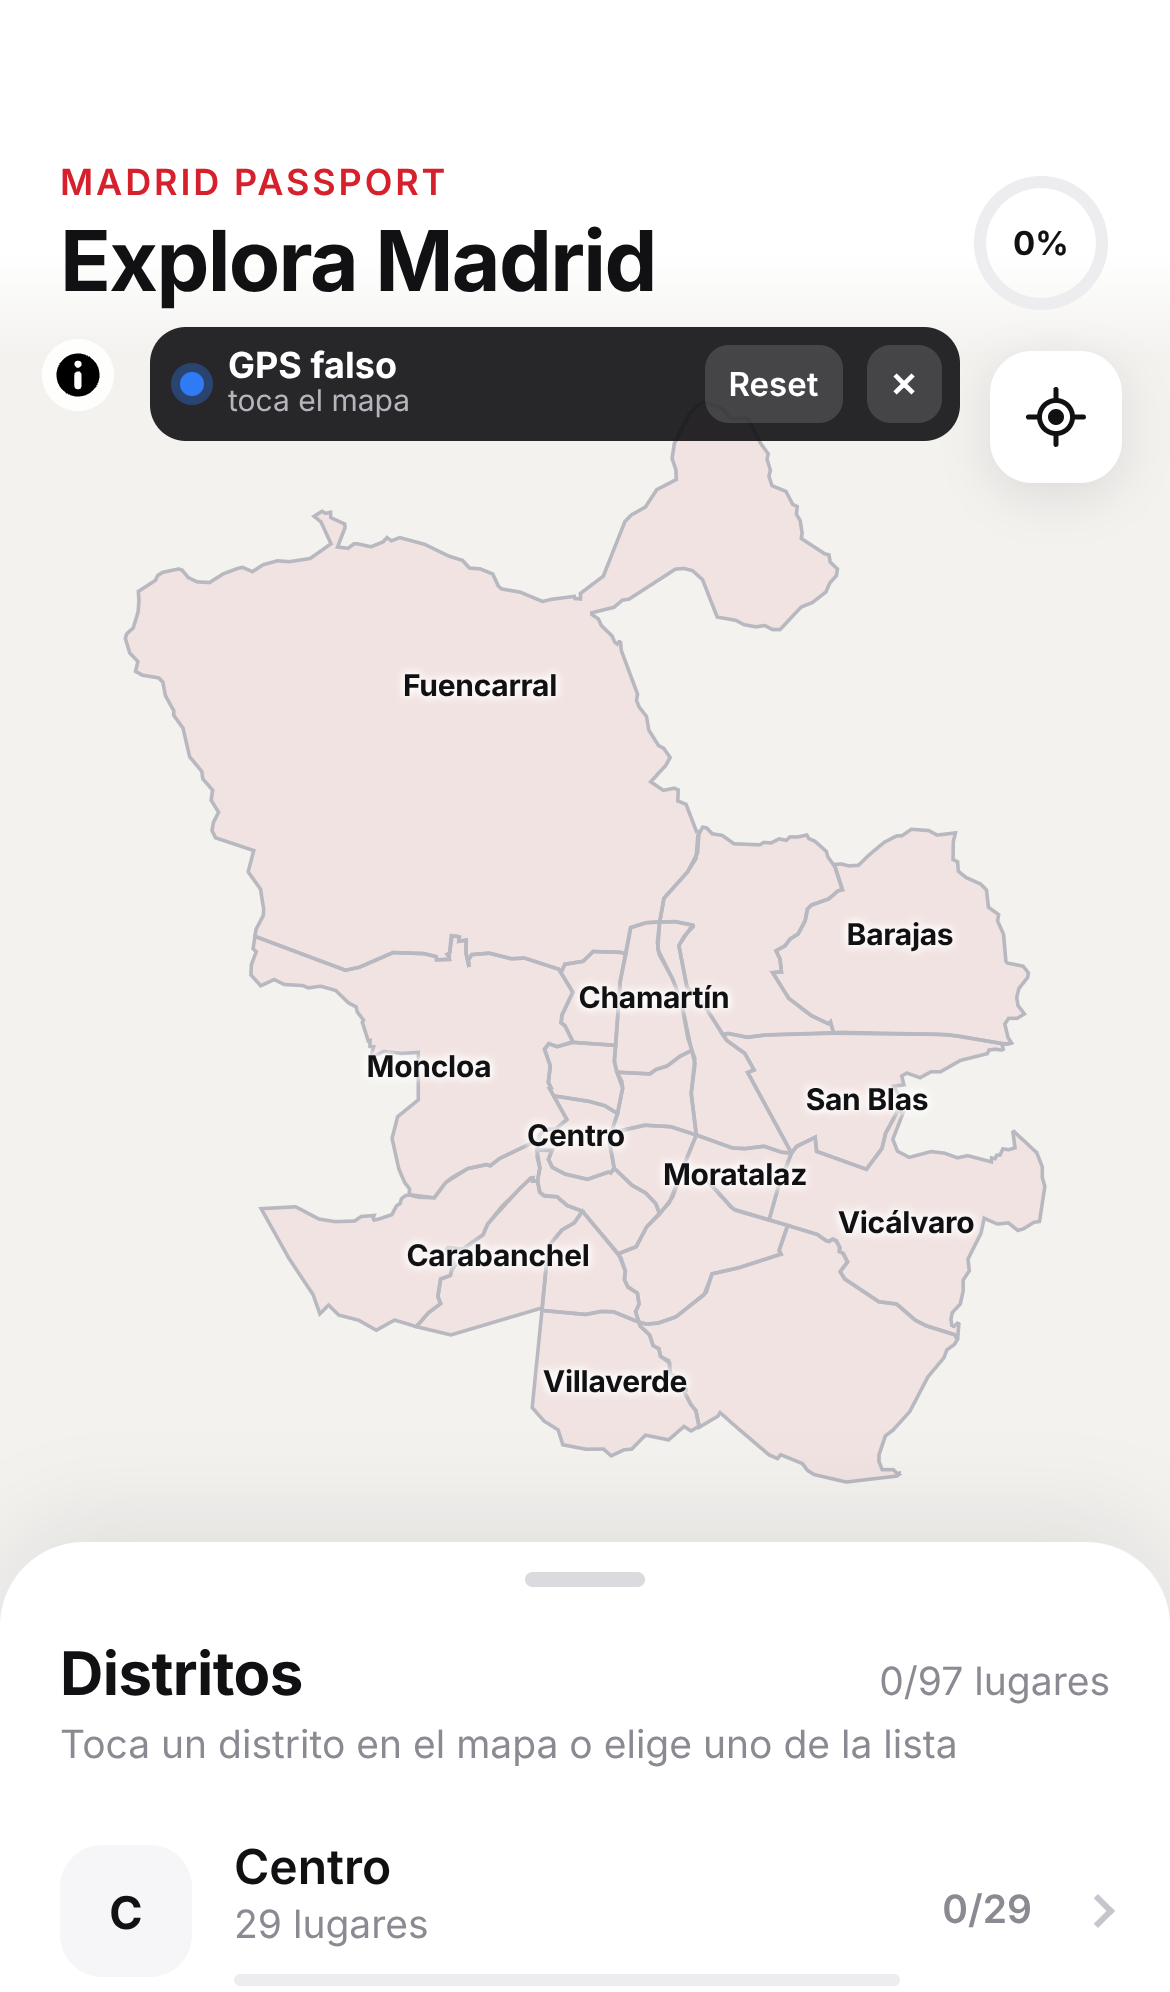 MADRID PASSPORT
Explora Madrid
0%
GPS falso
toca el mapa
Reset
Fuencarral
Barajas
Chamartín
Moncloa
San Blas
Centro
Moratalaz
Vicálvaro
Carabanchel
Villaverde
Distritos
0/97 lugares
Toca un distrito en el mapa o elige uno de la lista
C
Centro
29 lugares
0/29